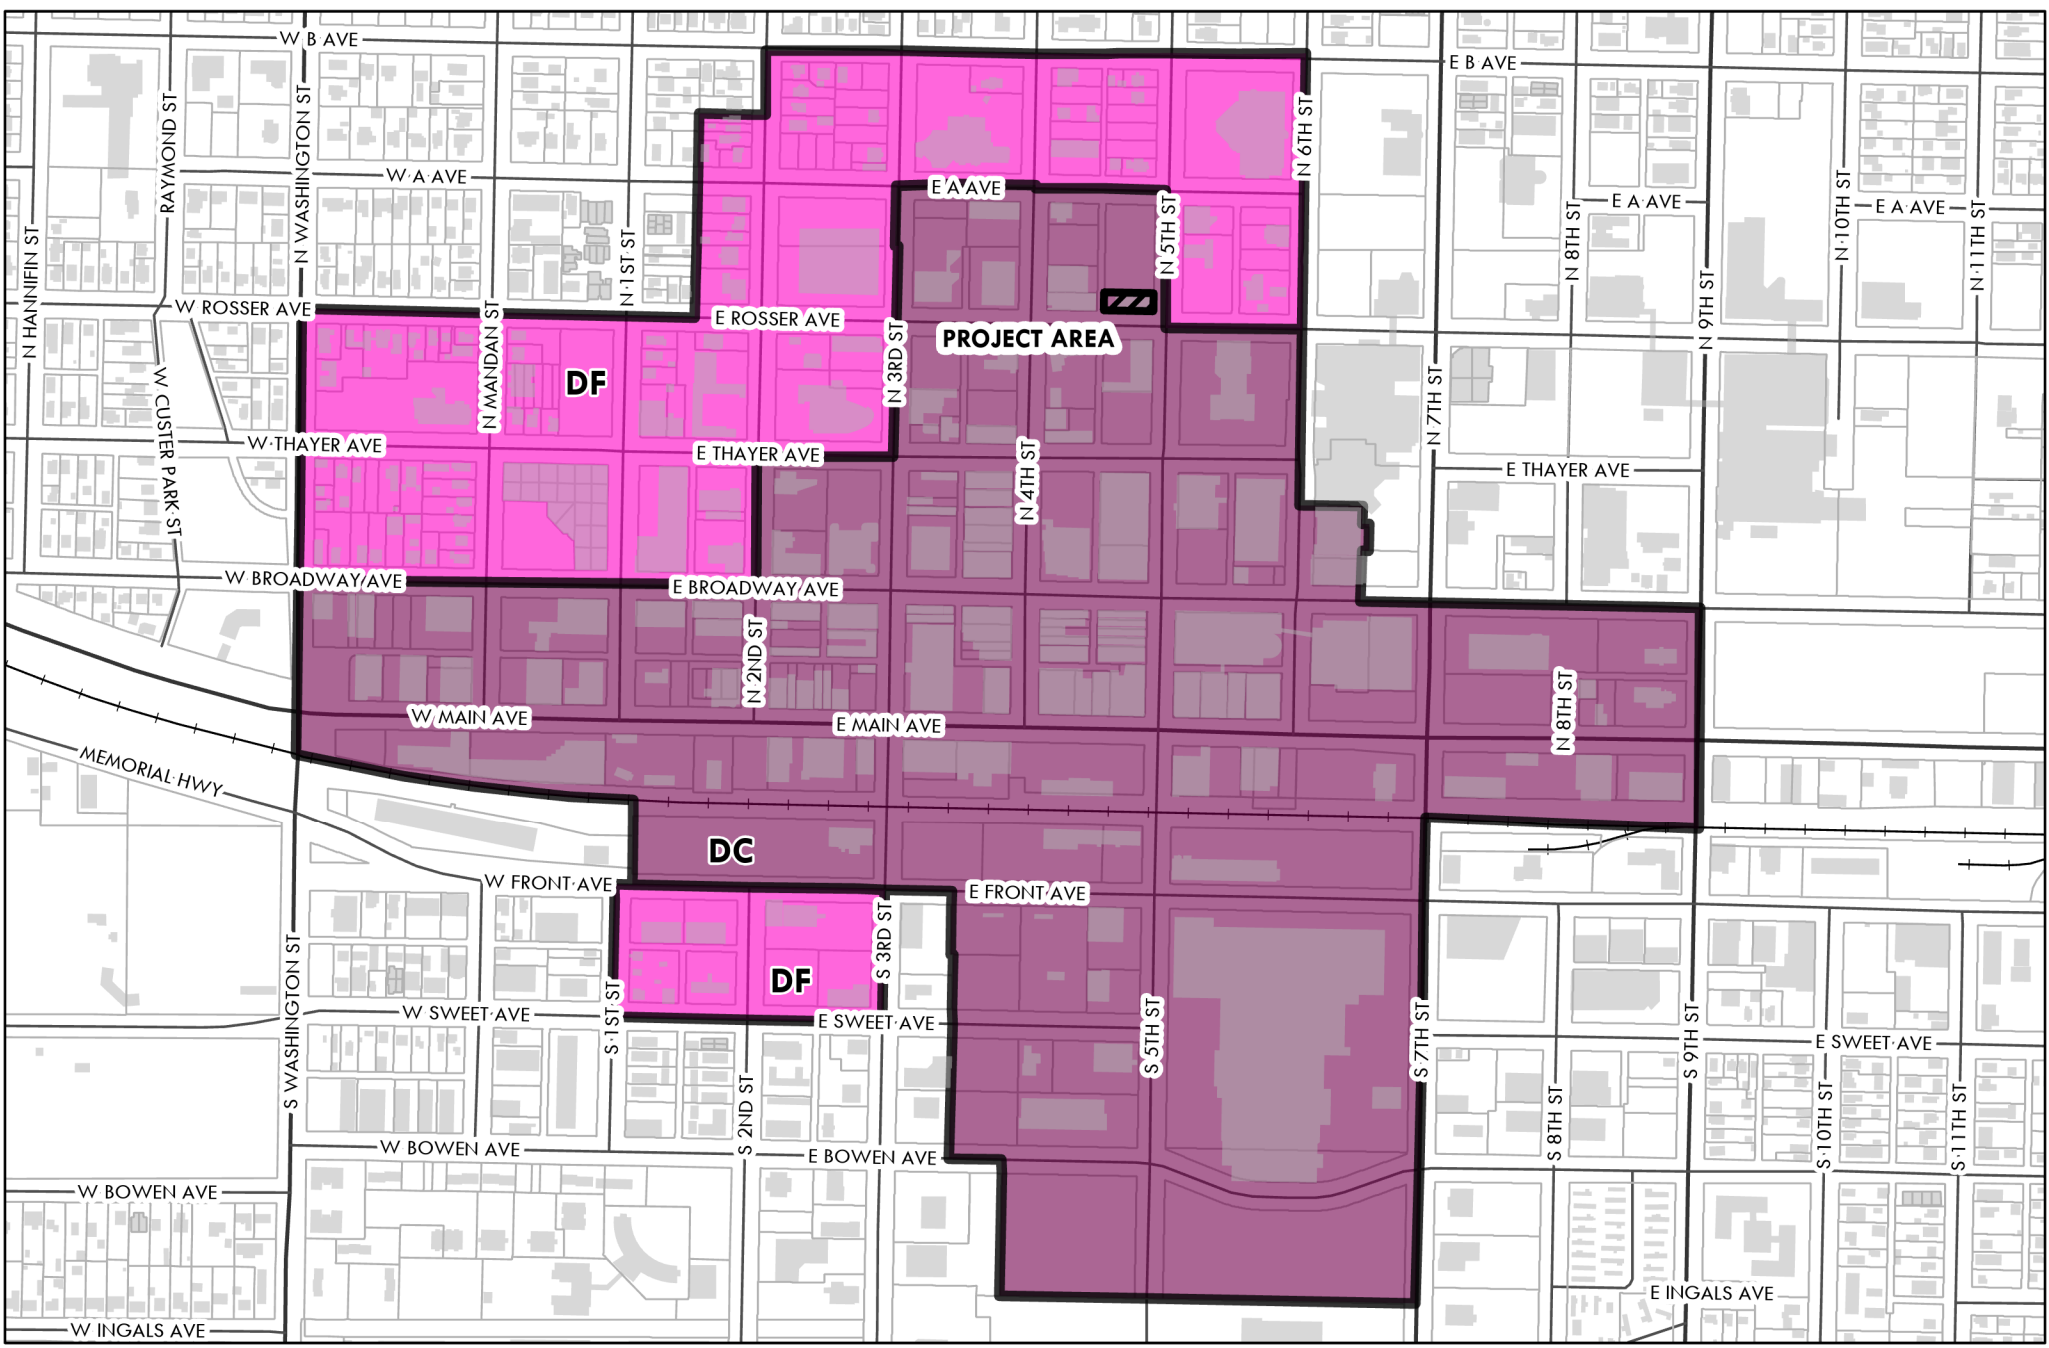 W B AVE
E B AVE
RAYMOND ST
N WASHINGTON ST
N 6TH ST
W A AVE
E A AVE
E A AVE
E A AVE
N HANNIFIN ST
N 1ST ST
N 5TH ST
N 8TH ST
N 10TH ST
N 11TH ST
W ROSSER AVE
N MANDAN ST
E ROSSER AVE
N 3RD ST
PROJECT AREA
N 9TH ST
N 7TH ST
DF
W CUSTER PARK ST
W THAYER AVE
E THAYER AVE
N 4TH ST
E THAYER AVE
W BROADWAY AVE
E BROADWAY AVE
N 2ND ST
N 8TH ST
W MAIN AVE
E MAIN AVE
MEMORIAL HWY
DC
W FRONT AVE
E FRONT AVE
S 3RD ST
DF
S WASHINGTON ST
S 1ST ST
W SWEET AVE
E SWEET AVE
S 5TH ST
S 7TH ST
S 9TH ST
E SWEET AVE
S 2ND ST
S 8TH ST
S 10TH ST
S 11TH ST
W BOWEN AVE
E BOWEN AVE
W BOWEN AVE
E INGALS AVE
W INGALS AVE